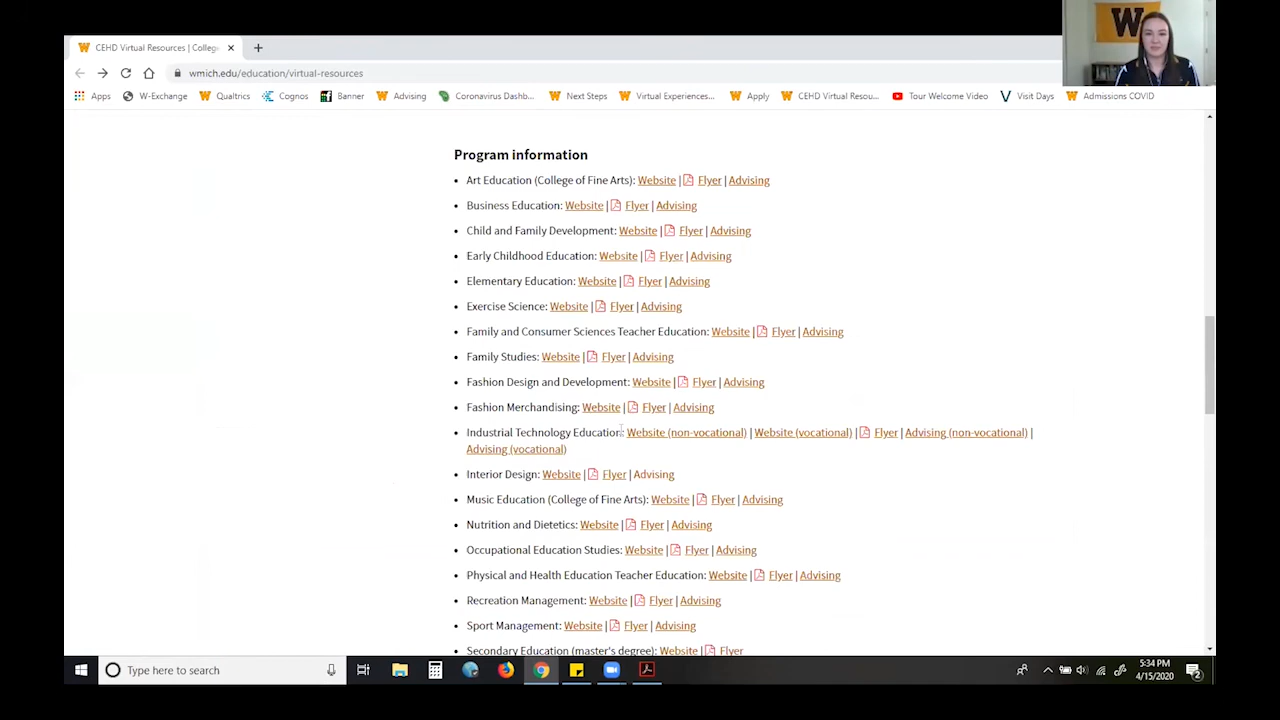 W
CEHD Virtual Resources | Colleg
wmich.edu/education/virtual-resources
Apps W-Exchange Qualtrics Cognos Banner Advising Coronavirus Dashb... Next Steps Virtual Experiences... Apply CEHD Virtual Resou... Tour Welcome Video Visit Days Admissions COVID
Program information
• Art Education (College of Fine Arts): Website | Flyer | Advising
• Business Education: Website | Flyer | Advising
• Child and Family Development: Website | Flyer | Advising
• Early Childhood Education: Website | Flyer | Advising
• Elementary Education: Website | Flyer | Advising
• Exercise Science: Website | Flyer | Advising
• Family and Consumer Sciences Teacher Education: Website | Flyer | Advising
• Family Studies: Website | Flyer | Advising
• Fashion Design and Development: Website | Flyer | Advising
• Fashion Merchandising: Website | Flyer | Advising
• Industrial Technology Education: Website (non-vocational) | Website (vocational) | Flyer | Advising (non-vocational) |
Advising (vocational)
• Interior Design: Website | Flyer | Advising
• Music Education (College of Fine Arts): Website | Flyer | Advising
• Nutrition and Dietetics: Website | Flyer | Advising
• Occupational Education Studies: Website | Flyer | Advising
• Physical and Health Education Teacher Education: Website | Flyer | Advising
• Recreation Management: Website | Flyer | Advising
• Sport Management: Website | Flyer | Advising
• Secondary Education (master's degree): Website | Flyer
Type here to search
5:34 PM
4/15/2020
2